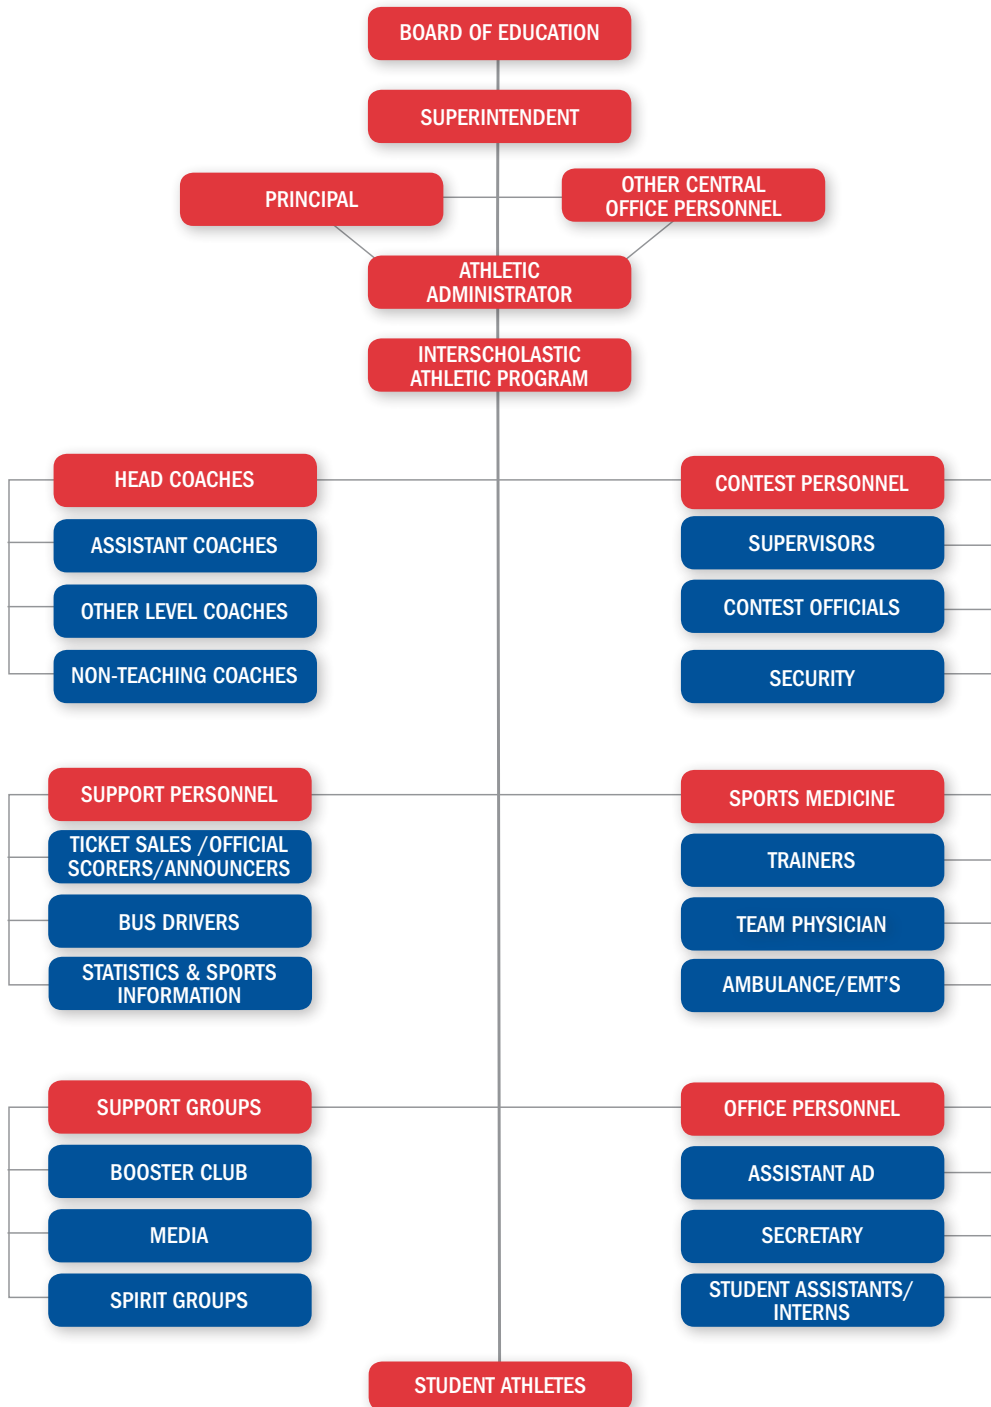 BOARD OF EDUCATION
SUPERINTENDENT
PRINCIPAL
OTHER CENTRAL
OFFICE PERSONNEL
ATHLETIC
ADMINISTRATOR
INTERSCHOLASTIC
ATHLETIC PROGRAM
HEAD COACHES
ASSISTANT COACHES
OTHER LEVEL COACHES
NON-TEACHING COACHES
CONTEST PERSONNEL
SUPERVISORS
CONTEST OFFICIALS
SECURITY
SUPPORT PERSONNEL
TICKET SALES /OFFICIAL
SCORERS/ANNOUNCERS
BUS DRIVERS
STATISTICS & SPORTS
INFORMATION
SPORTS MEDICINE
TRAINERS
TEAM PHYSICIAN
AMBULANCE/EMT'S
SUPPORT GROUPS
BOOSTER CLUB
MEDIA
SPIRIT GROUPS
OFFICE PERSONNEL
ASSISTANT AD
SECRETARY
STUDENT ASSISTANTS/
INTERNS
STUDENT ATHLETES